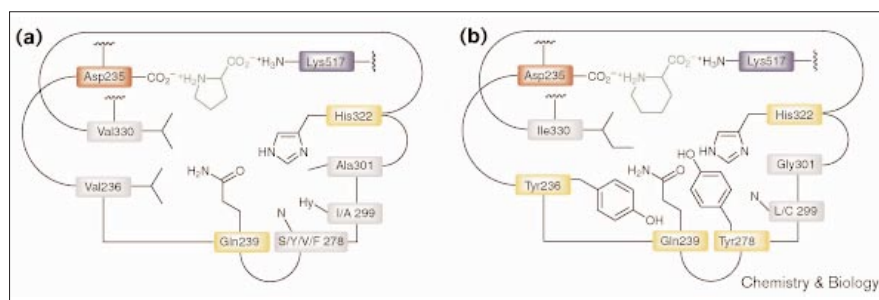 (a)
Asp235
CO₂⁻
⁺H₂N
CO₂⁻
⁺H₃N
Lys517
Val330
His322
HN
N
H₂N
O
Ala301
Val236
Hy
I/A 299
N
Gln239
S/Y/V/F 278
(b)
Asp235
CO₂⁻
⁺H₂N
CO₂⁻
⁺H₃N
Lys517
Ile330
His322
HN
N
HO
H₂N
O
Gly301
Tyr236
OH
N
L/C 299
Gln239
Tyr278
Chemistry & Biology